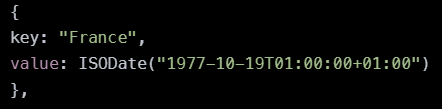 {
key: "France",
value: ISODate("1977-10-19T01:00:00+01:00")
},